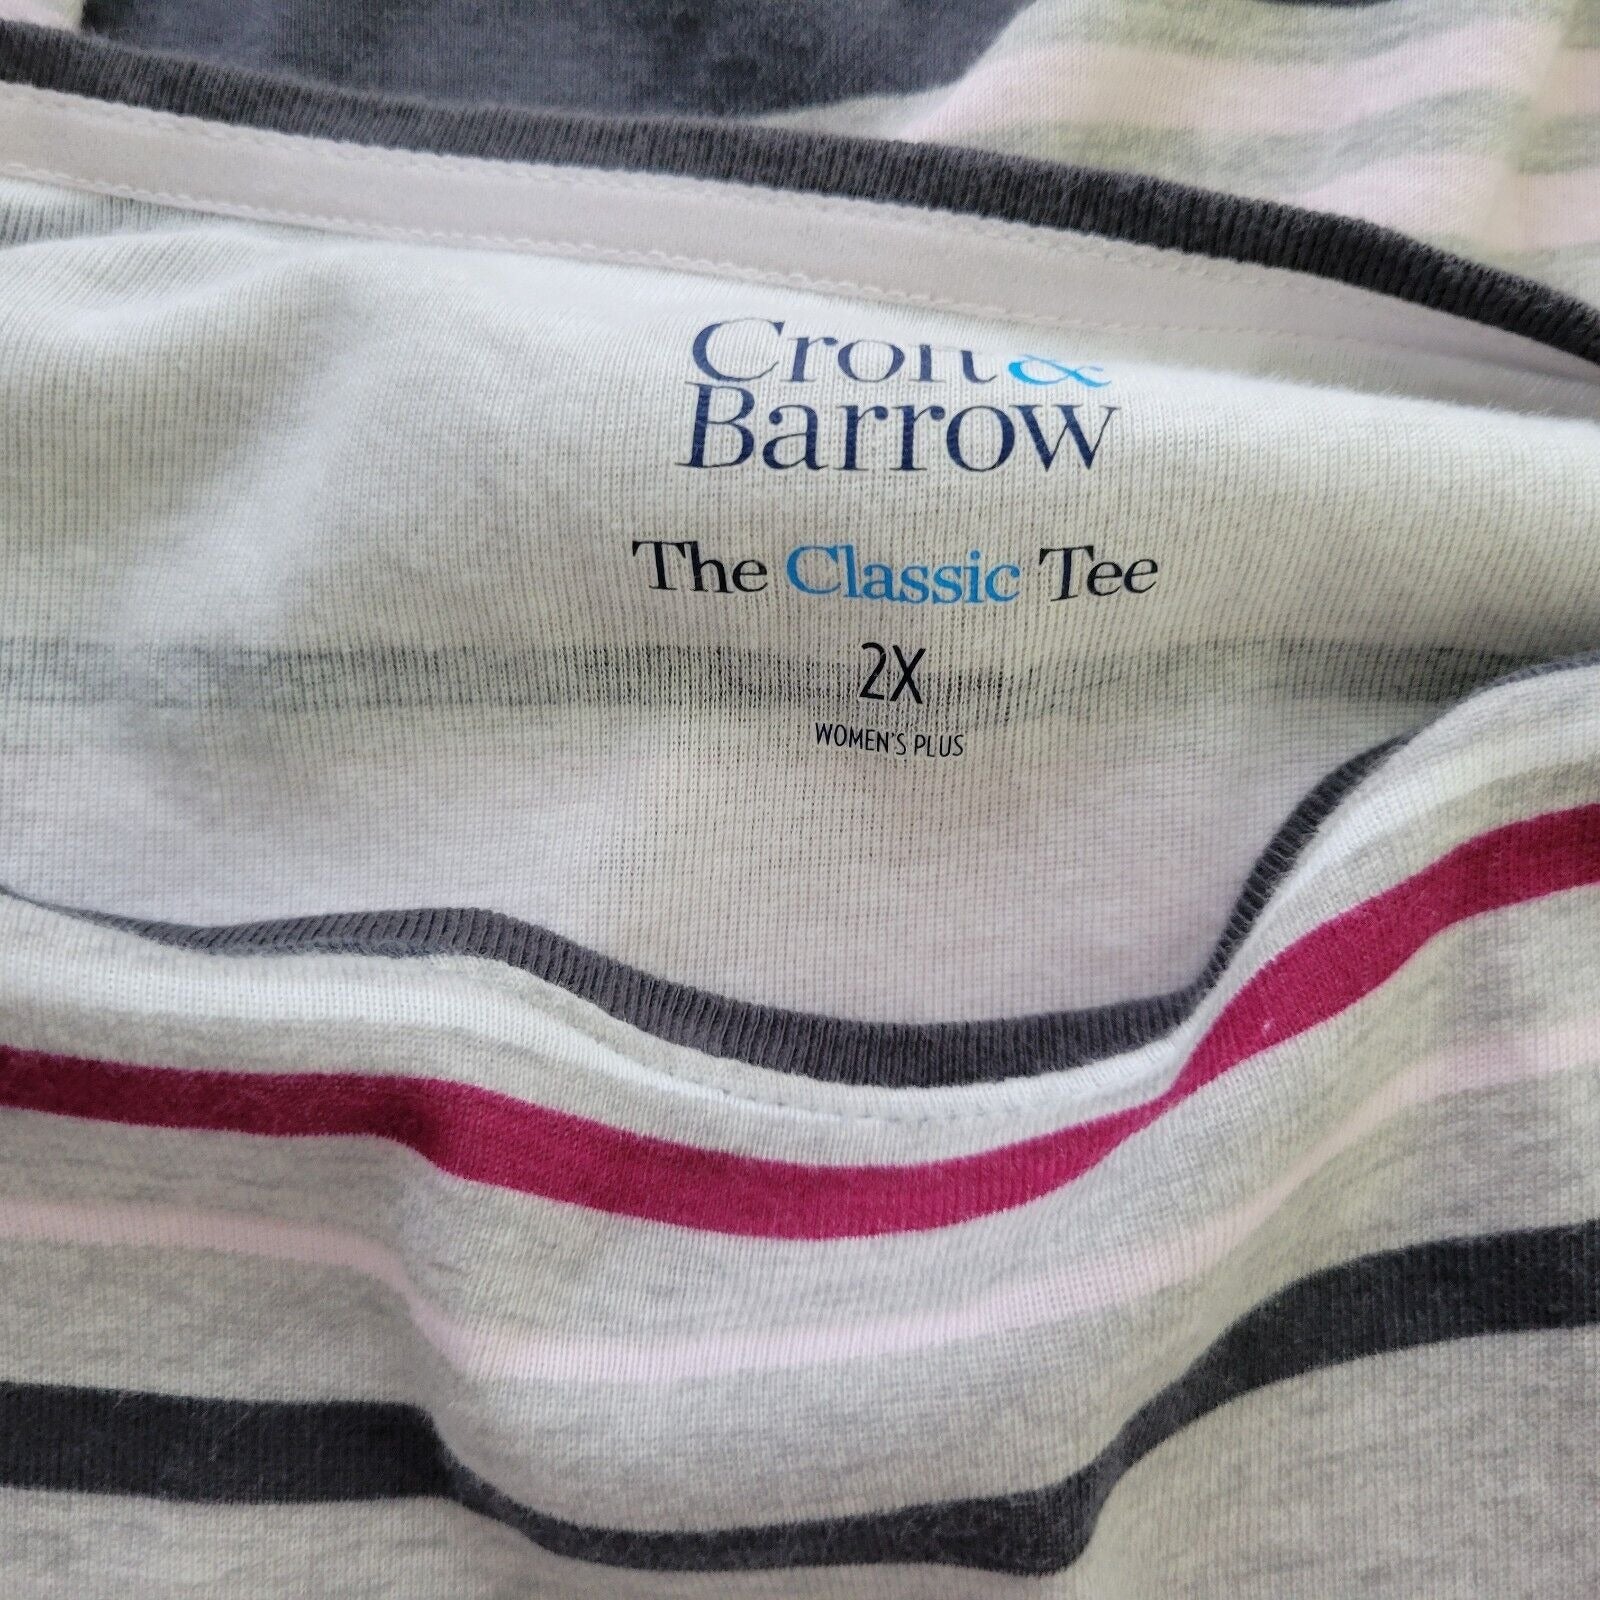 Croft &
Barrow
The Classic Tee
2X
WOMEN'S PLUS